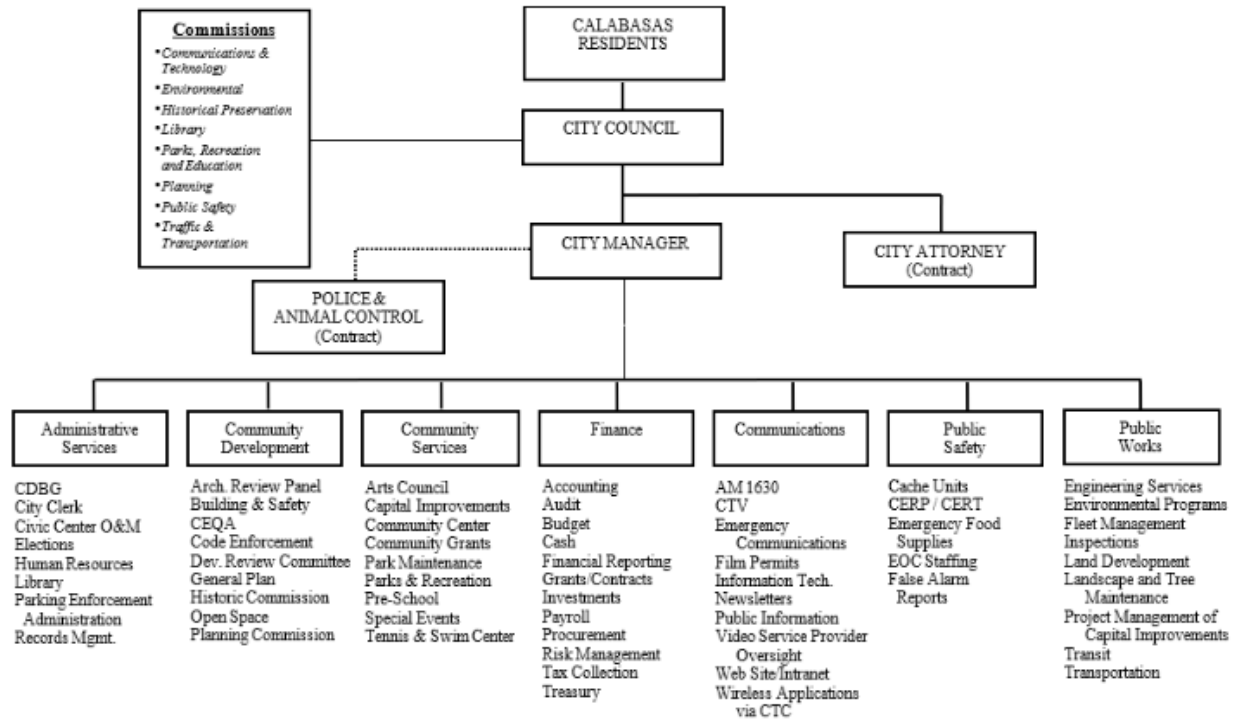 Commissions
•Communications &
Technology
•Environmental
•Historical Preservation
•Library
•Parks, Recreation
and Education
•Planning
•Public Safety
•Traffic &
Transportation
CALABASAS
RESIDENTS
CITY COUNCIL
CITY MANAGER
CITY ATTORNEY
(Contract)
POLICE &
ANIMAL CONTROL
(Contract)
Administrative
Services
CDBG
City Clerk
Civic Center O&M
Elections
Human Resources
Library
Parking Enforcement
Administration
Records Mgmt.
Community
Development
Arch. Review Panel
Building & Safety
CEQA
Code Enforcement
Dev. Review Committee
General Plan
Historic Commission
Open Space
Planning Commission
Community
Services
Arts Council
Capital Improvements
Community Center
Community Grants
Park Maintenance
Parks & Recreation
Pre-School
Special Events
Tennis & Swim Center
Finance
Accounting
Audit
Budget
Cash
Financial Reporting
Grants/Contracts
Investments
Payroll
Procurement
Risk Management
Tax Collection
Treasury
Communications
AM 1630
CTV
Emergency
Communications
Film Permits
Information Tech.
Newsletters
Public Information
Video Service Provider
Oversight
Web Site/Intranet
Wireless Applications
via CTC
Public
Safety
Cache Units
CERP / CERT
Emergency Food
Supplies
EOC Staffing
False Alarm
Reports
Public
Works
Engineering Services
Environmental Programs
Fleet Management
Inspections
Land Development
Landscape and Tree
Maintenance
Project Management of
Capital Improvements
Transit
Transportation